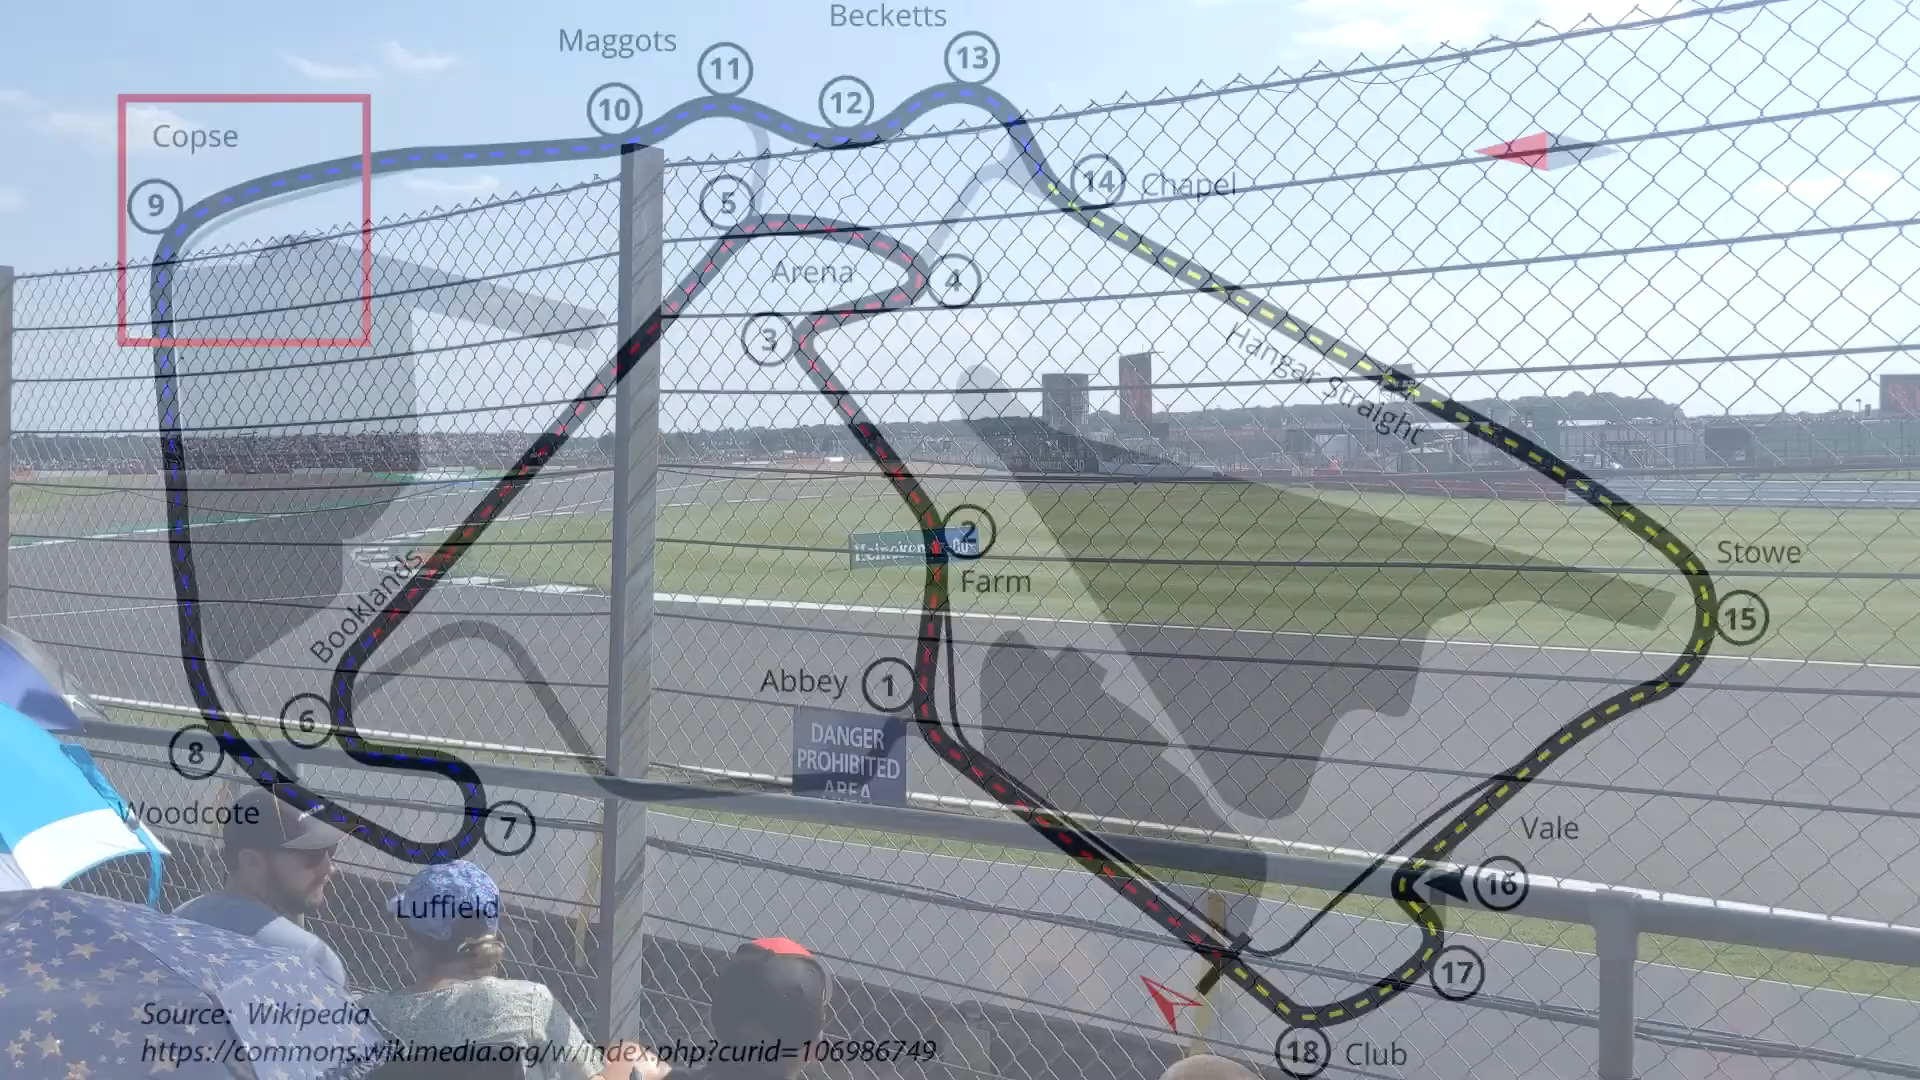 Becketts
Maggots
13
11
12
10
Copse
14
Chapel
5
9
Arena
4
3
Hangar Straight
2
Heineken
Stowe
Farm
Booklands
15
Abbey
1
6
DANGER
PROHIBITED
AREA
8
Woodcote
7
Vale
16
Luffield
17
Source: Wikipedia
https://commons.wikimedia.org/w/index.php?curid=106986749
18
Club